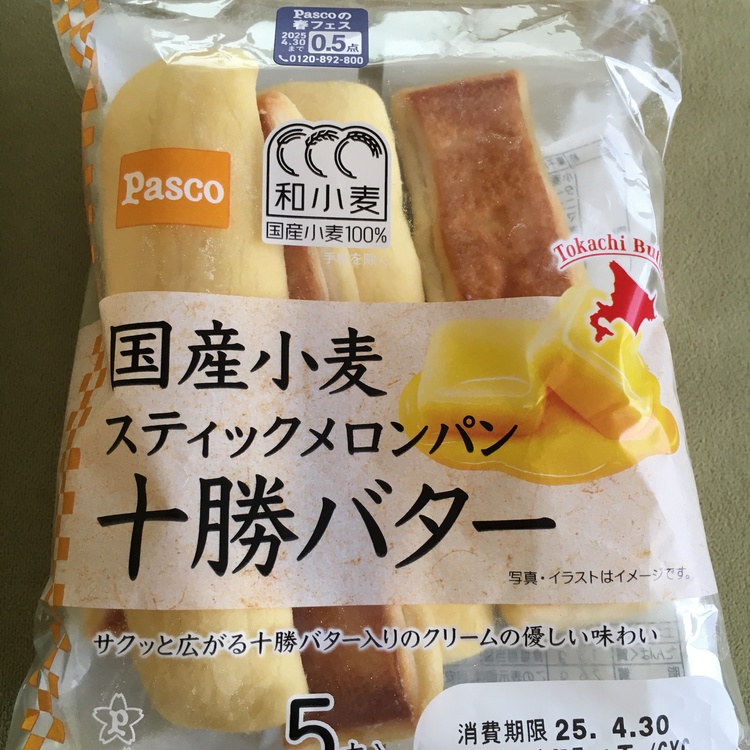 Pascoの
春フェス
2025
4.30
まで
0.5点
0120-892-800
Pasco
和小麦
国産小麦100%
手粉を除く
Tokachi
国産小麦
スティックメロンパン
十勝バター
写真・イラストはイメージです。
サクッと広がる十勝バター入りのクリームの優しい味わい
5
消費期限 25. 4.30